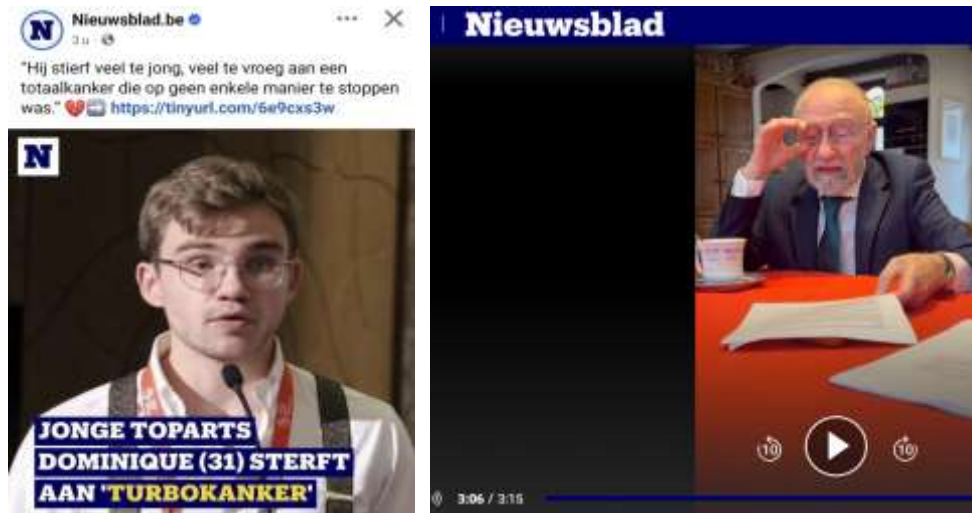 Nieuwsblad.be
3 u
"Hij stierf veel te jong, veel te vroeg aan een
totaalkanker die op geen enkele manier te stoppen
was." 💔➡️ https://tinyurl.com/6e9cxs3w
N
N
JONGE TOPARTS
DOMINIQUE (31) STERFT
AAN 'TURBOKANKER'
Nieuwsblad
10
10
3:06 / 3:15